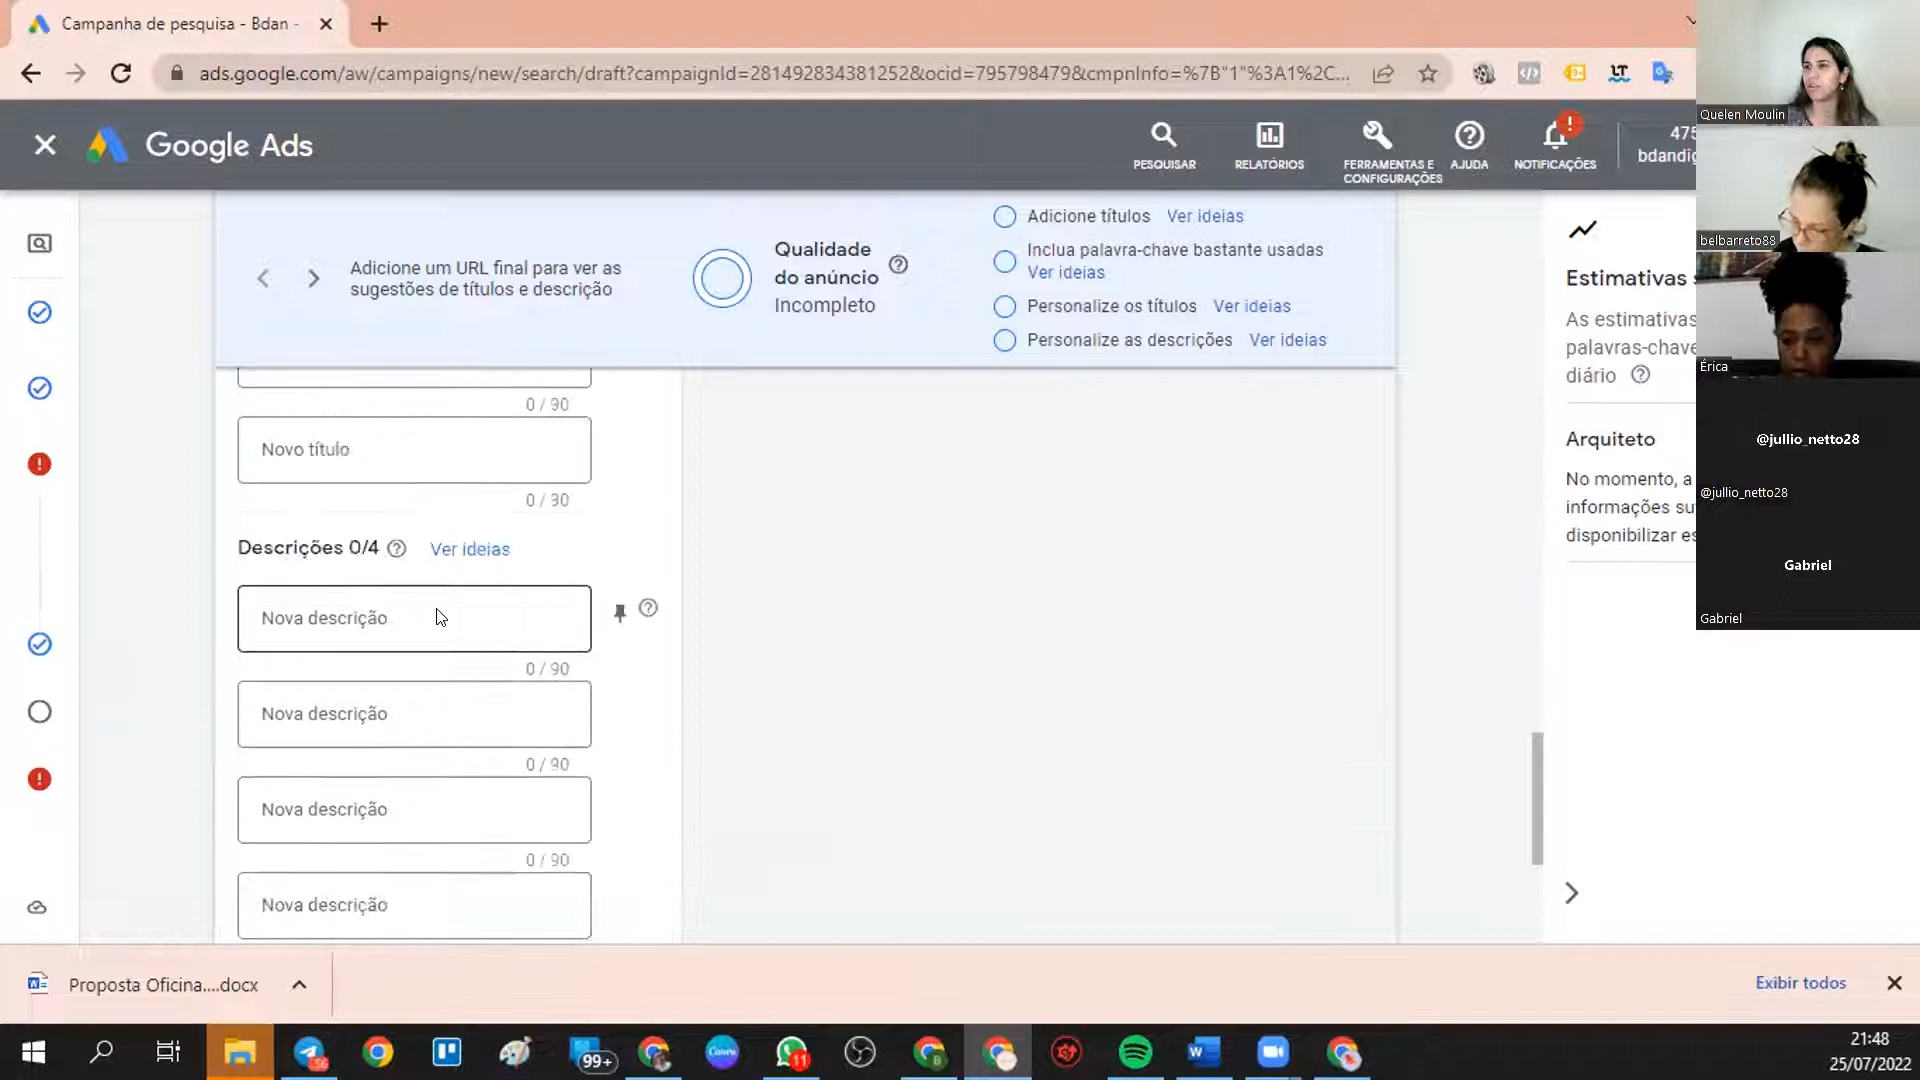 Campanha de pesquisa - Bdan -
ads.google.com/aw/campaigns/new/search/draft?campaignId=281492834381252&ocid=795798479&cmpnInfo=%7B"1"%3A1%2C...
Google Ads
PESQUISAR
RELATÓRIOS
FERRAMENTAS E
CONFIGURAÇÕES
AJUDA
NOTIFICAÇÕES
475
bdandig
Adicione um URL final para ver as
sugestões de títulos e descrição
Qualidade
do anúncio
Incompleto
Adicione títulos Ver ideias
Inclua palavra-chave bastante usadas
Ver ideias
Personalize os títulos Ver ideias
Personalize as descrições Ver ideias
0 / 90
Novo título
0 / 30
Descrições 0/4 Ver ideias
Nova descrição
0 / 90
Nova descrição
0 / 90
Nova descrição
0 / 90
Nova descrição
Estimativas
As estimativas
palavras-chave
diário
Arquiteto
No momento, a
informações su
disponibilizar es
Quelen Moulin
belbarreto88
Érica
@jullio_netto28
@jullio_netto28
Gabriel
Gabriel
Proposta Oficina....docx
Exibir todos
56
99+
Canva
11
21:48
25/07/2022